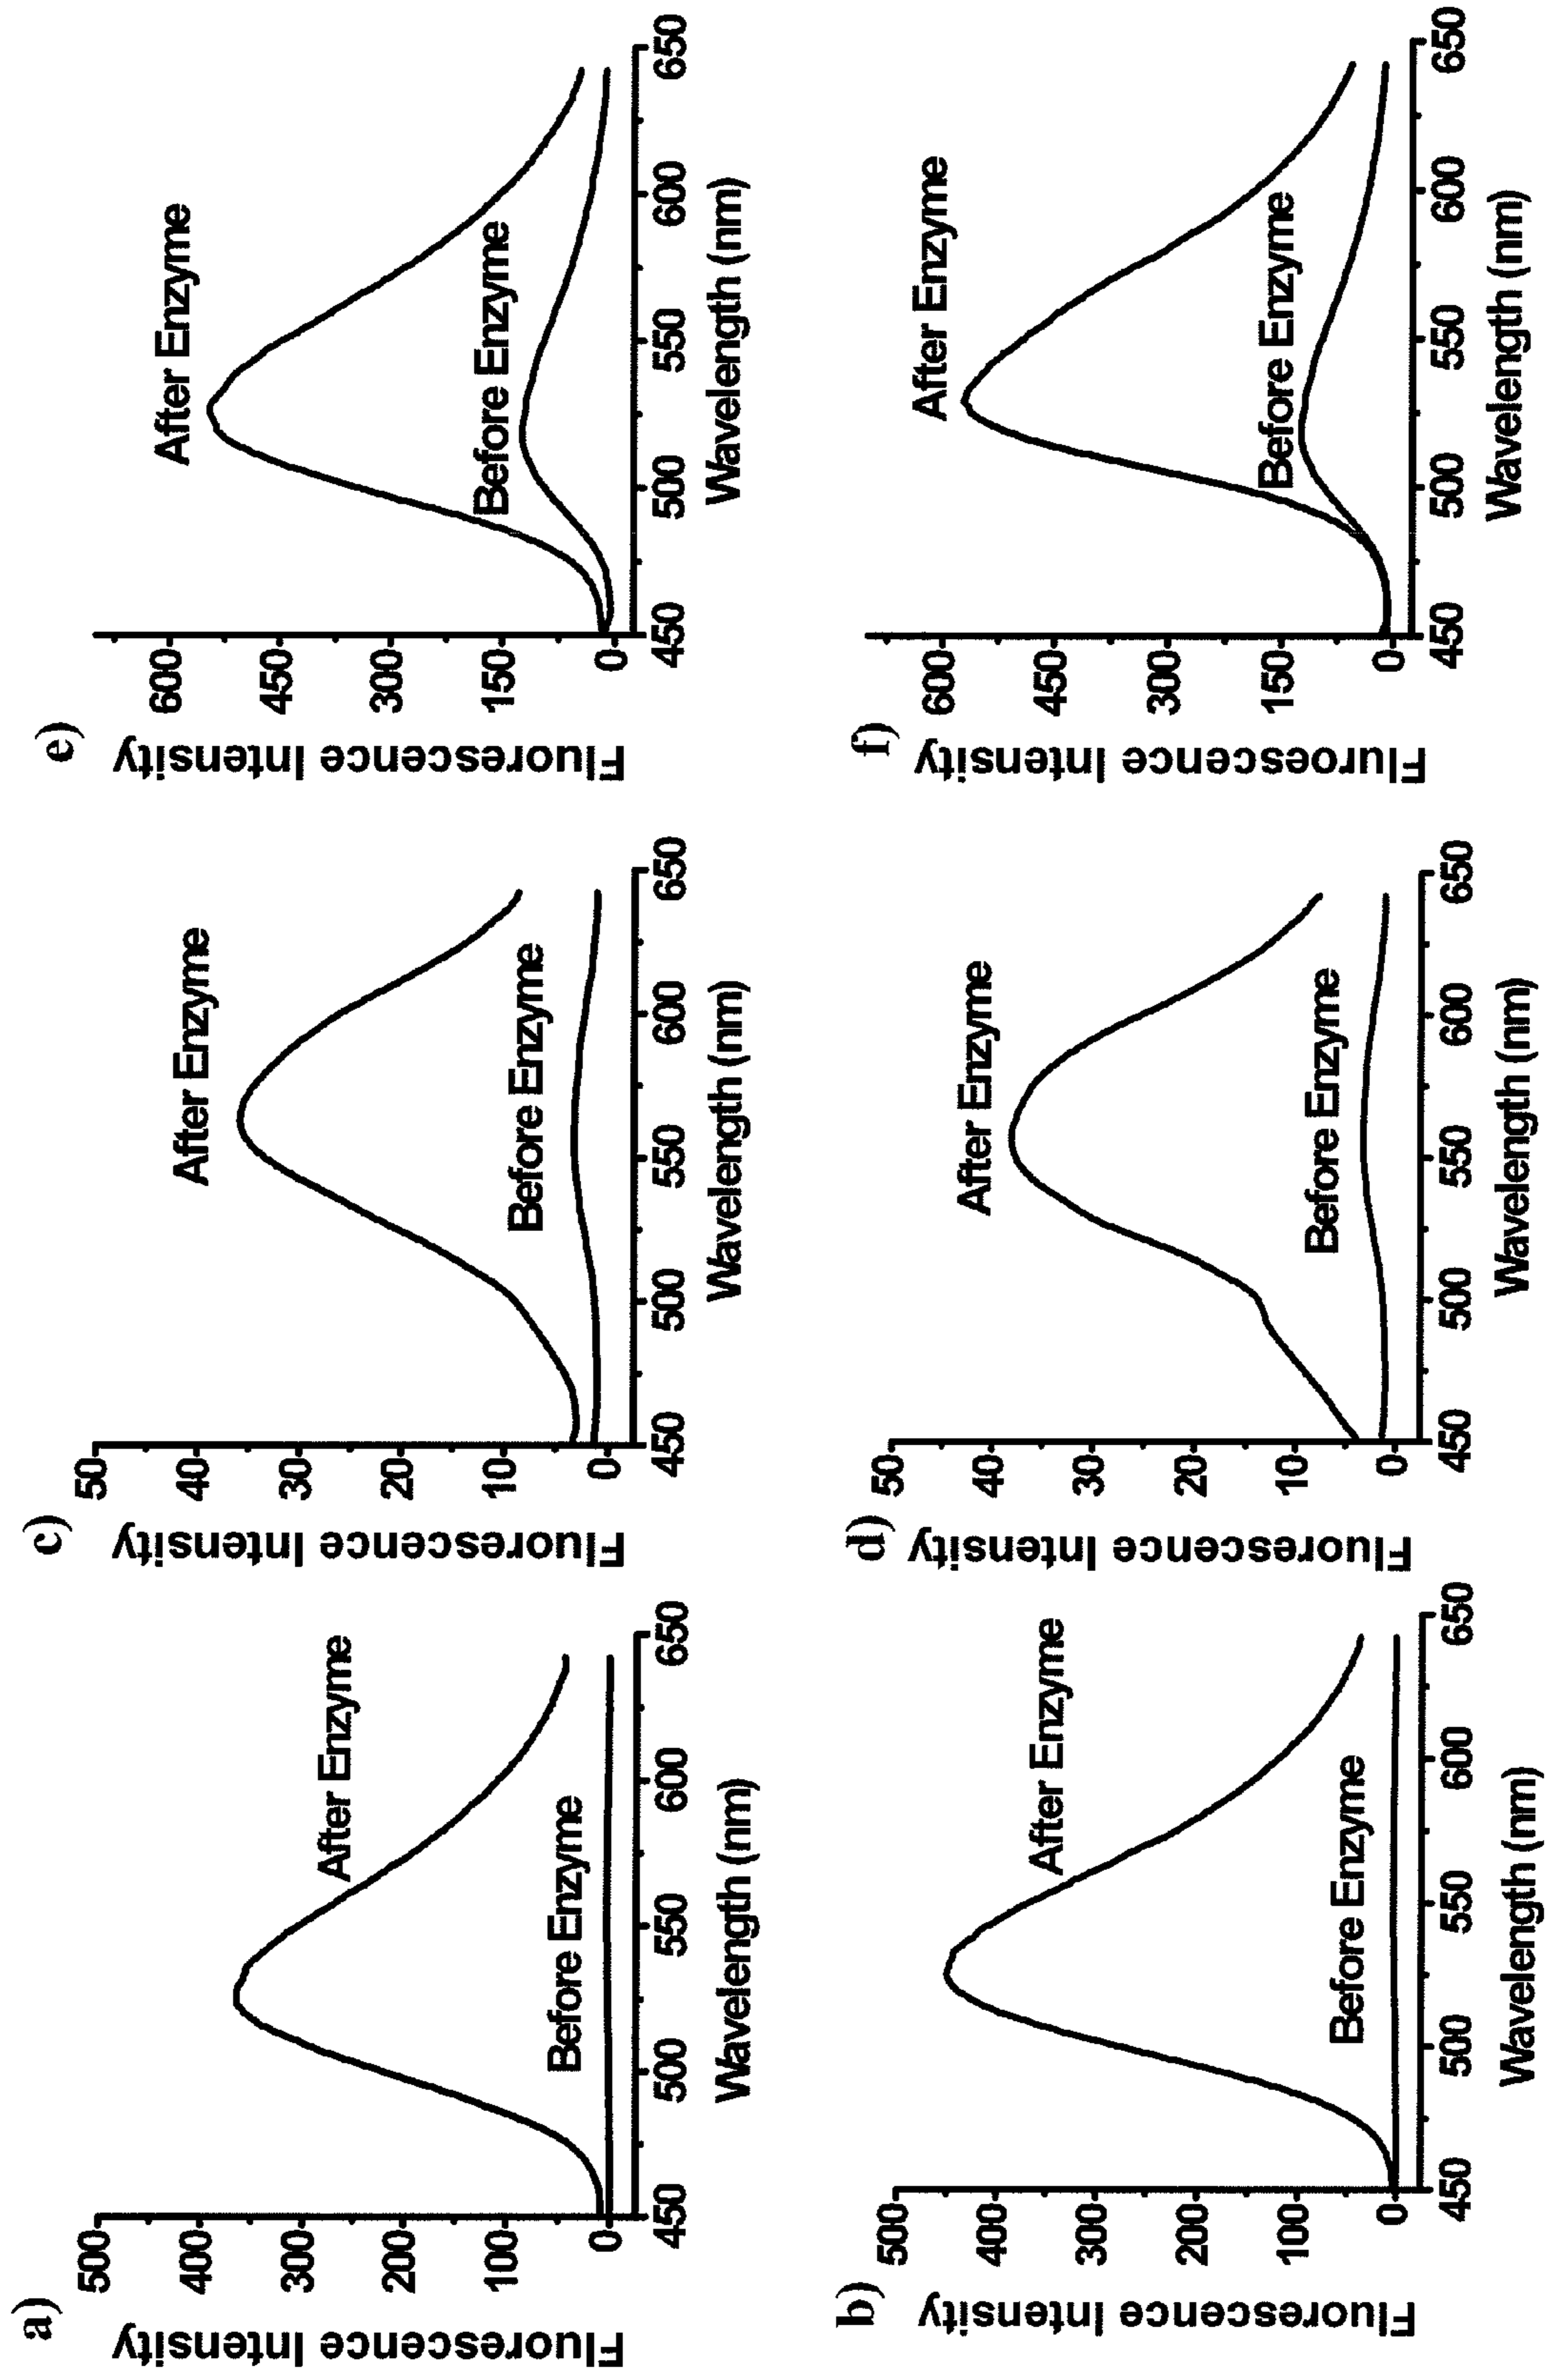 a)
Fluorescence Intensity
500
400
300
200
100
0
After Enzyme
Before Enzyme
450 500 550 600 650
Wavelength (nm)
c)
Fluorescence Intensity
50
40
30
20
10
0
After Enzyme
Before Enzyme
450 500 550 600 650
Wavelength (nm)
e)
Fluorescence Intensity
600
450
300
150
0
After Enzyme
Before Enzyme
450 500 550 600 650
Wavelength (nm)
b)
Fluorescence Intensity
500
400
300
200
100
0
After Enzyme
Before Enzyme
450 500 550 600 650
Wavelength (nm)
d)
Fluorescence Intensity
50
40
30
20
10
0
After Enzyme
Before Enzyme
450 500 550 600 650
Wavelength (nm)
f)
Fluroescence Intensity
600
450
300
150
0
After Enzyme
Before Enzyme
450 500 550 600 650
Wavelength (nm)